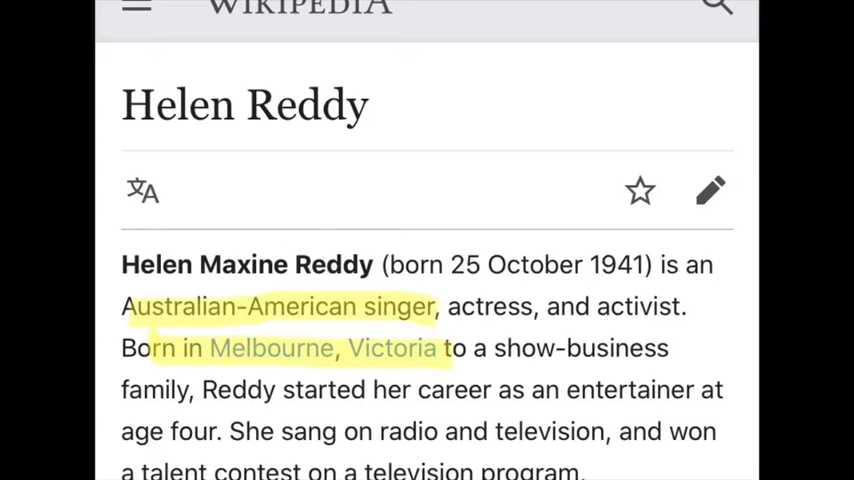 WIKIPEDIA
Helen Reddy
Helen Maxine Reddy (born 25 October 1941) is an
Australian-American singer, actress, and activist.
Born in Melbourne, Victoria to a show-business
family, Reddy started her career as an entertainer at
age four. She sang on radio and television, and won
a talent contest on a television program.